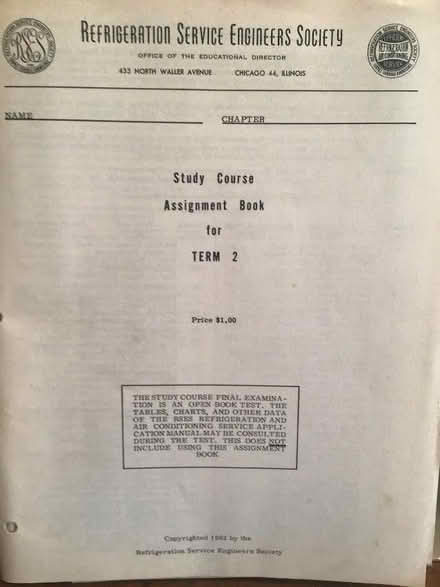 REFRIGERATION SERVICE ENGINEERS SOCIETY
OFFICE OF THE EDUCATIONAL DIRECTOR
433 NORTH WALLER AVENUE CHICAGO 44, ILLINOIS
NAME CHAPTER
Study Course
Assignment Book
for
TERM 2
Price $1.00
THE STUDY COURSE FINAL EXAMINA-
TION IS AN OPEN BOOK TEST. THE
TABLES, CHARTS, AND OTHER DATA
OF THE RSES REFRIGERATION AND
AIR CONDITIONING SERVICE APPLI-
CATION MANUAL MAY BE CONSULTED
DURING THE TEST. THIS DOES NOT
INCLUDE USING THIS ASSIGNMENT
BOOK
Copyrighted 1962 by the
Refrigeration Service Engineers Society